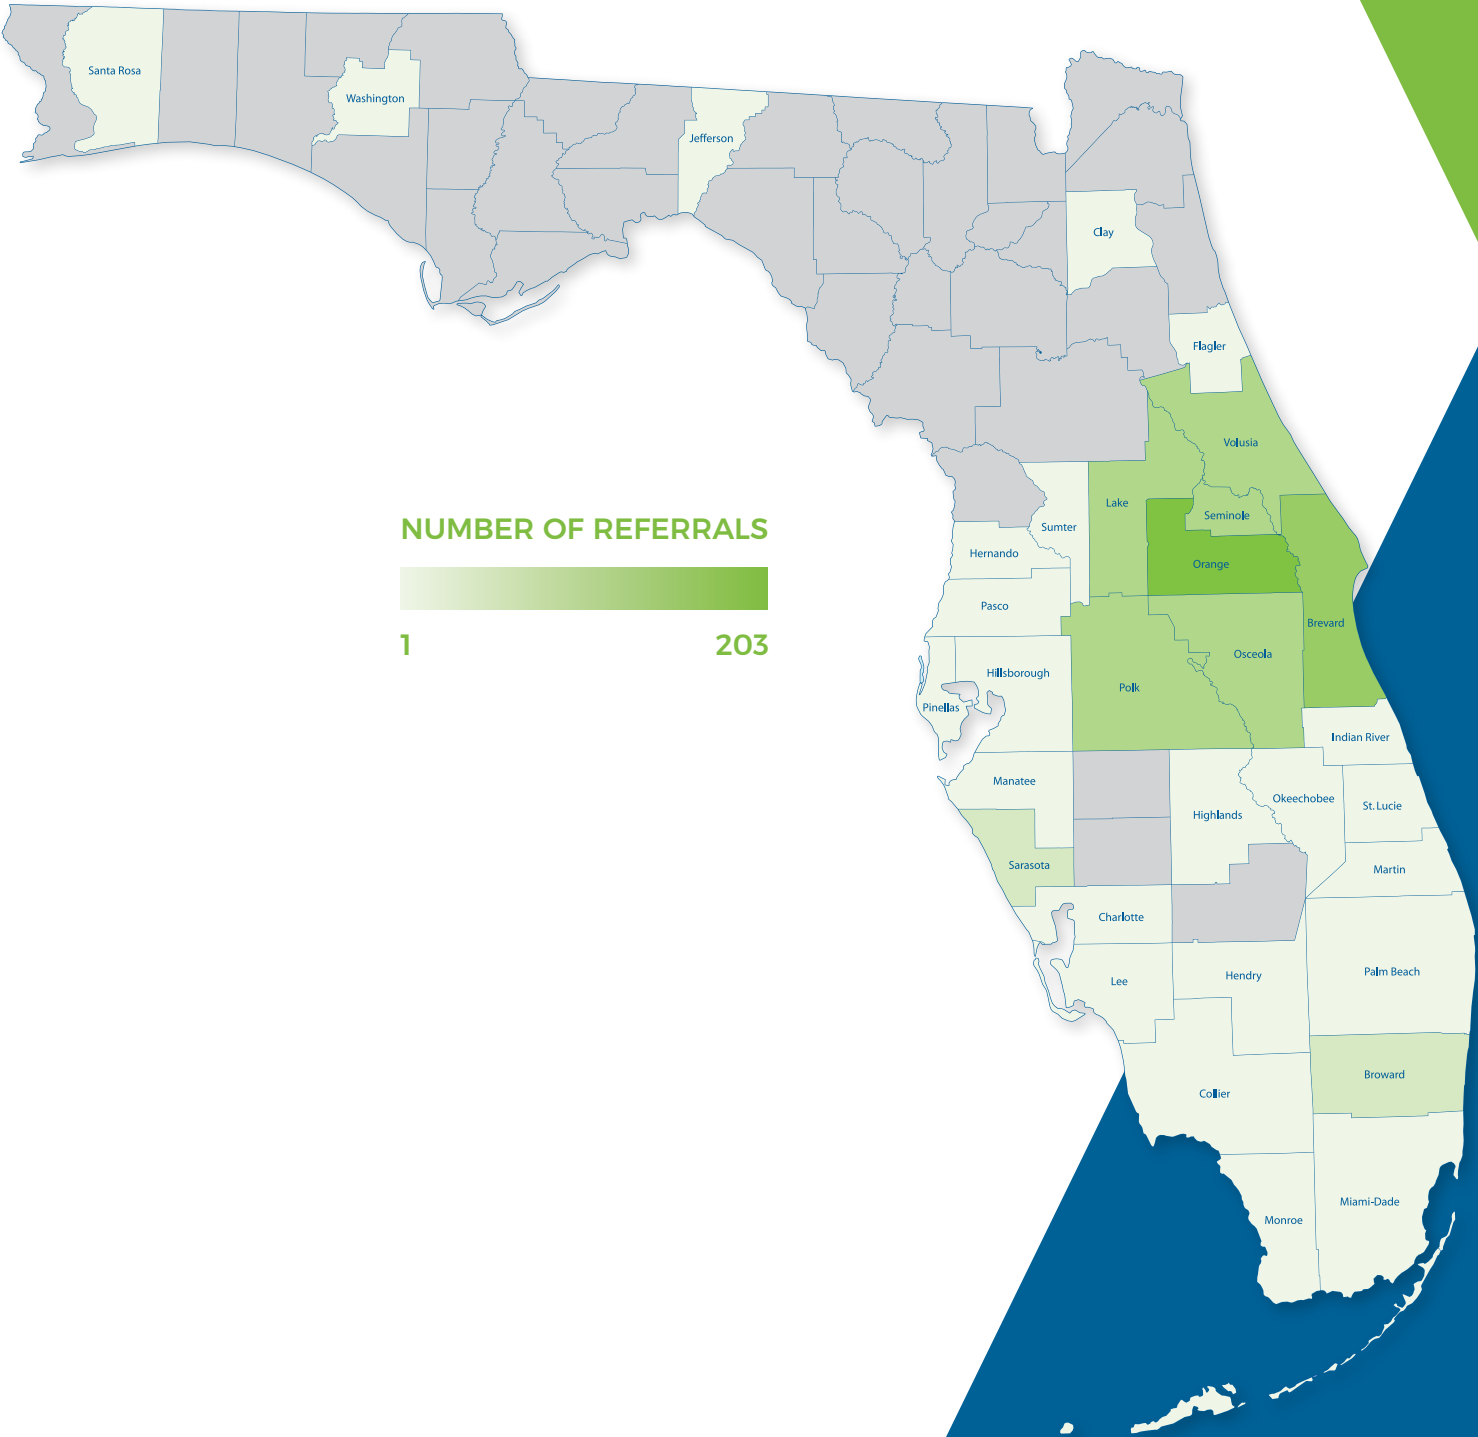 Santa Rosa
Washington
Jefferson
Clay
Flagler
Volusia
Lake
Seminole
Sumter
Orange
Hernando
Pasco
Brevard
Osceola
Hillsborough
Polk
Pinellas
Indian River
Manatee
Okeechobee
St. Lucie
Highlands
Sarasota
Martin
Charlotte
Palm Beach
Hendry
Lee
Broward
Collier
Miami-Dade
Monroe
NUMBER OF REFERRALS
1
203